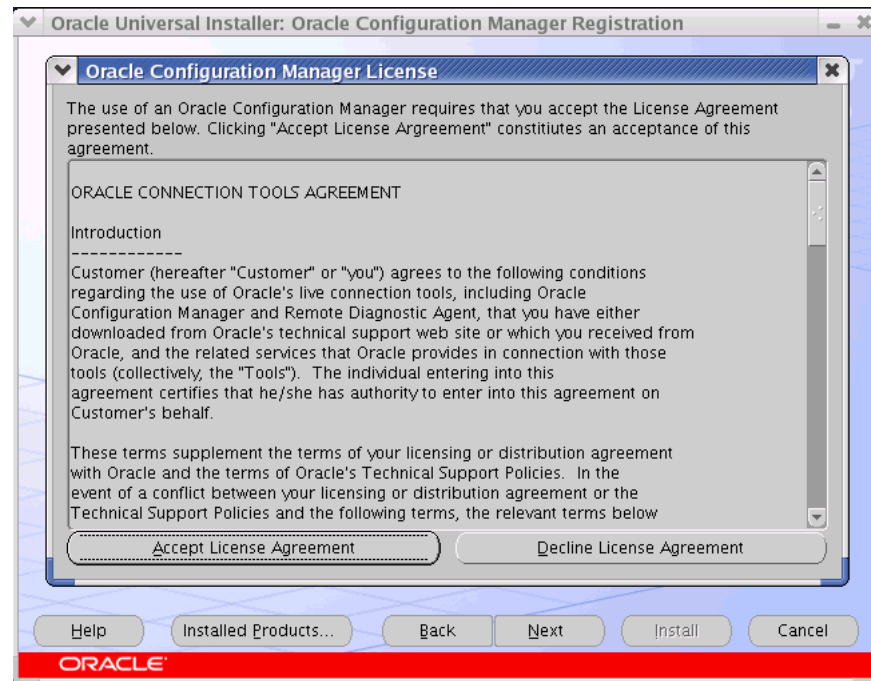 Oracle Universal Installer: Oracle Configuration Manager Registration
Oracle Configuration Manager License
The use of an Oracle Configuration Manager requires that you accept the License Agreement
presented below. Clicking "Accept License Argreement" constitiutes an acceptance of this
agreement.
ORACLE CONNECTION TOOLS AGREEMENT
Introduction
------------
Customer (hereafter "Customer" or "you") agrees to the following conditions
regarding the use of Oracle's live connection tools, including Oracle
Configuration Manager and Remote Diagnostic Agent, that you have either
downloaded from Oracle's technical support web site or which you received from
Oracle, and the related services that Oracle provides in connection with those
tools (collectively, the "Tools").  The individual entering into this
agreement certifies that he/she has authority to enter into this agreement on
Customer's behalf.
These terms supplement the terms of your licensing or distribution agreement
with Oracle and the terms of Oracle's Technical Support Policies.  In the
event of a conflict between your licensing or distribution agreement or the
Technical Support Policies and the following terms, the relevant terms below
Accept License Agreement
Decline License Agreement
Help
Installed Products...
Back
Next
Install
Cancel
ORACLE